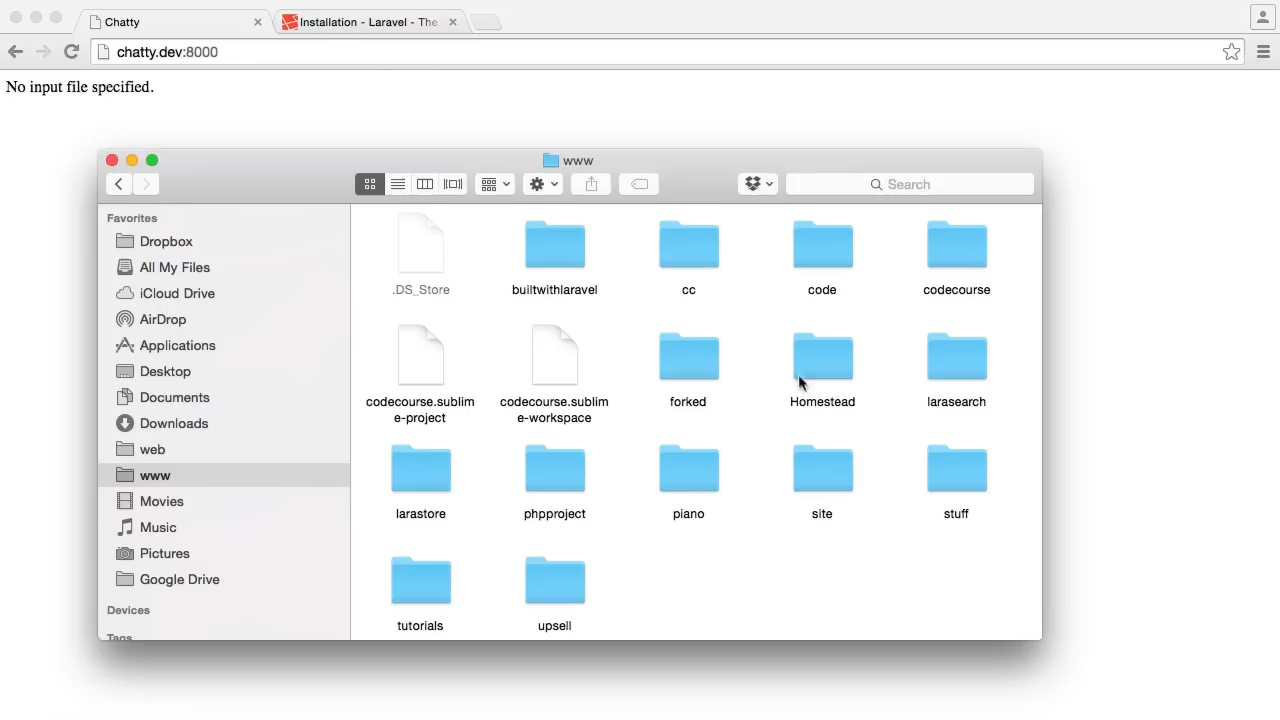 Chatty
Installation - Laravel - The
chatty.dev:8000
No input file specified.
www
Search
Favorites
Dropbox
All My Files
iCloud Drive
AirDrop
Applications
Desktop
Documents
Downloads
web
www
Movies
Music
Pictures
Google Drive
Devices
Tags
.DS_Store
builtwithlaravel
cc
code
codecourse
codecourse.sublim
e-project
codecourse.sublim
e-workspace
forked
Homestead
larasearch
larastore
phpproject
piano
site
stuff
tutorials
upsell